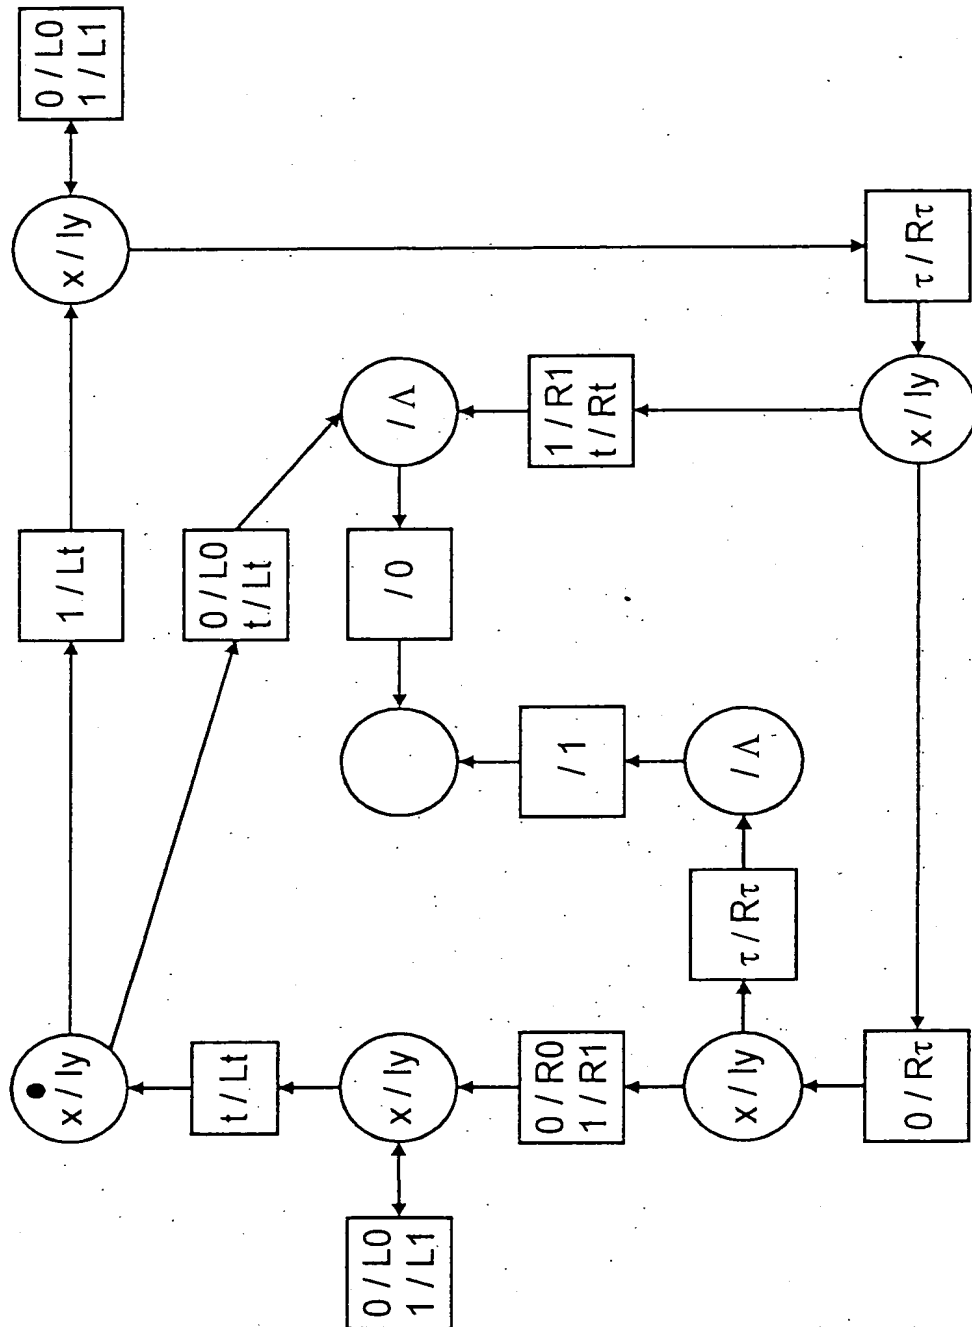 x / ly
1 / Lt
x / ly
0 / L0
1 / L1
t / Lt
0 / L0
t / Lt
0 / L0
1 / L1
x / ly
/ 0
/ Λ
0 / R0
1 / R1
/ 1
1 / R1
t / Rt
x / ly
τ / Rτ
/ Λ
0 / Rτ
x / ly
τ / Rτ